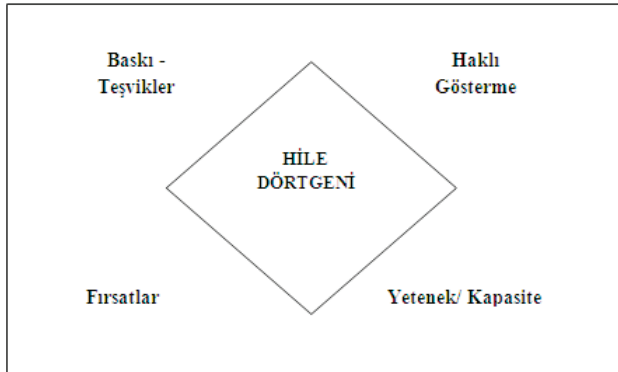 Baskı -
Teşvikler
Haklı
Gösterme
HİLE
DÖRTGENİ
Fırsatlar
Yetenek/ Kapasite